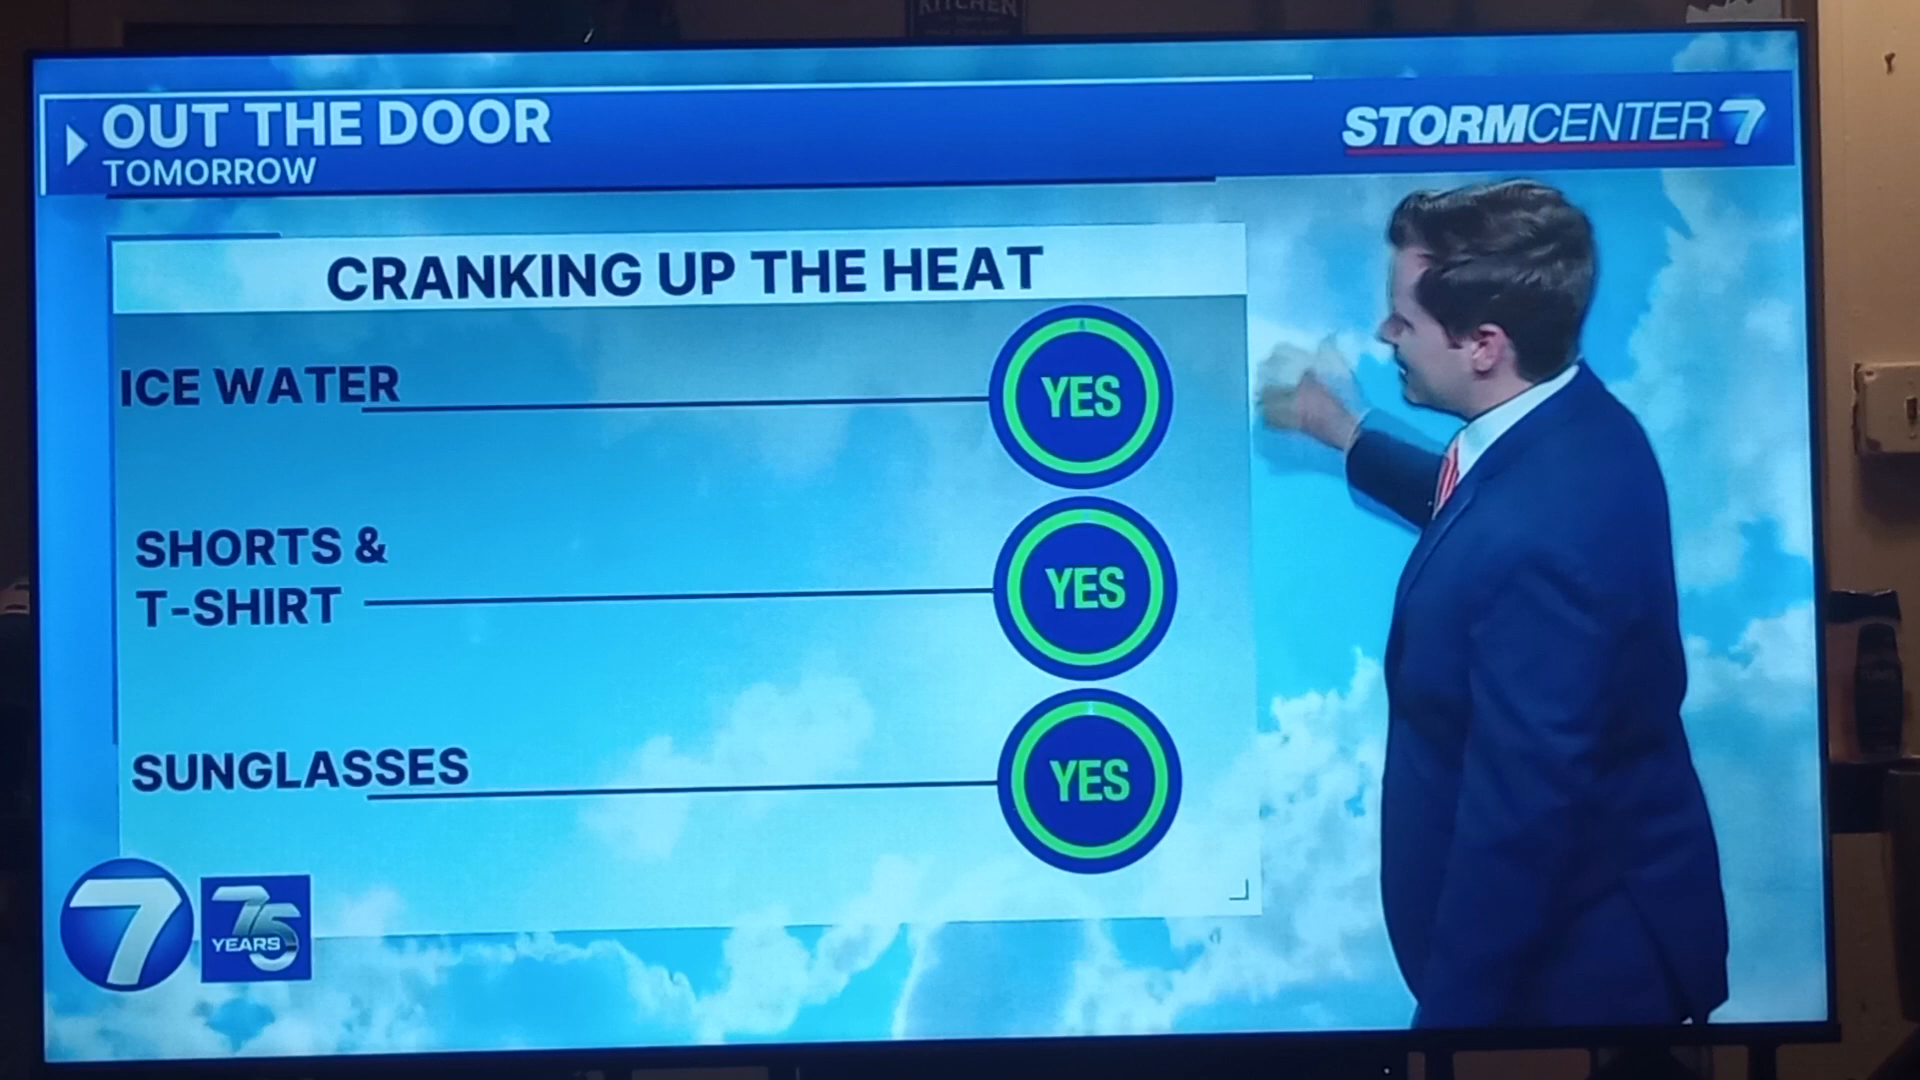 KITCHEN
OUT THE DOOR
TOMORROW
STORMCENTER 7
CRANKING UP THE HEAT
ICE WATER
YES
SHORTS &
T-SHIRT
YES
SUNGLASSES
YES
7
75
YEARS